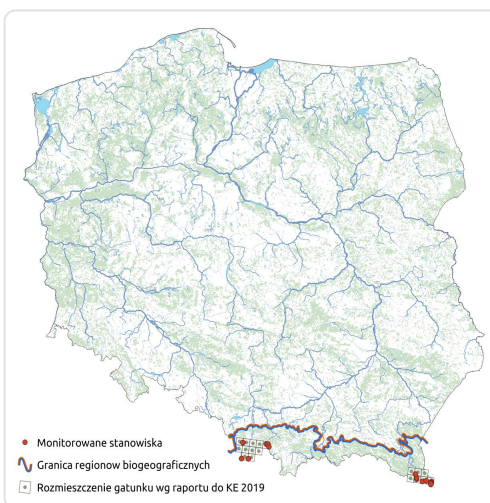 Monitorowane stanowiska
Granica regionow biogeograficznych
Rozmieszczenie gatunku wg raportu do KE 2019